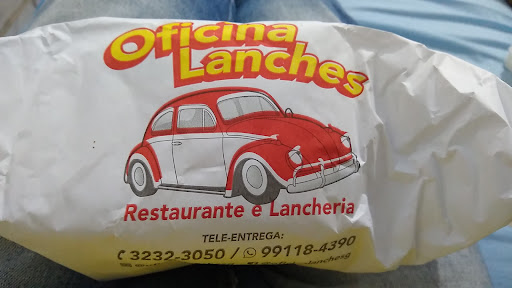 Oficina
Lanches
Restaurante e Lancheria
TELE-ENTREGA:
3232-3050 / 99118-4390